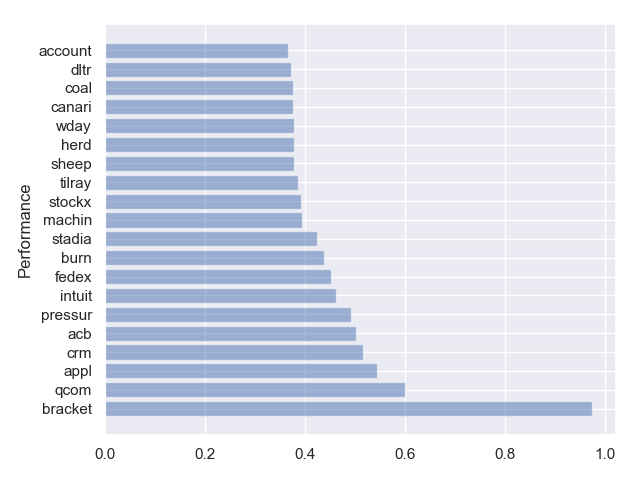 account
dltr
coal
canari
wday
herd
sheep
tilray
stockx
machin
stadia
burn
fedex
intuit
pressur
acb
crm
appl
qcom
bracket
Performance
0.0 0.2 0.4 0.6 0.8 1.0